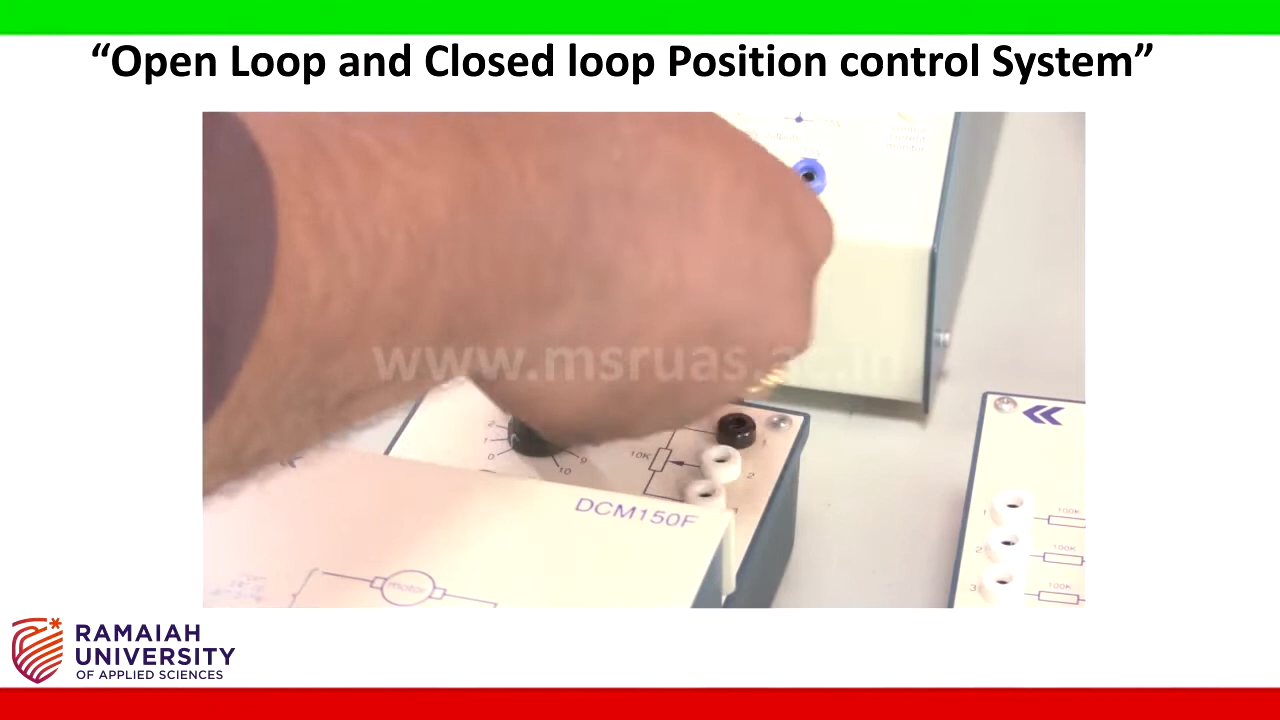 “Open Loop and Closed loop Position control System”
www.msruas.ac.in
2
1
0
9
10
10K
1
2
DCM150F
motor
1
100K
2
100K
3
100K
RAMAIAH
UNIVERSITY
OF APPLIED SCIENCES